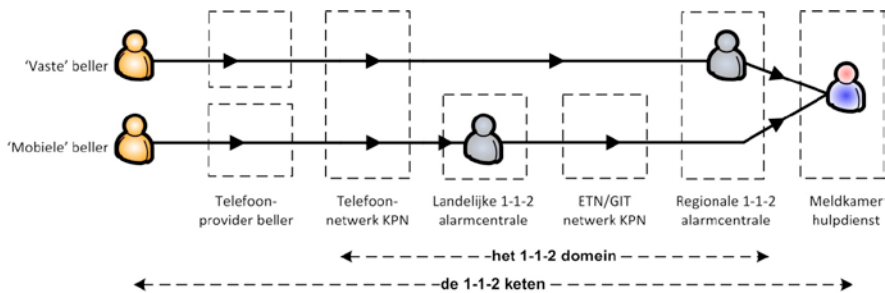 'Vaste' beller
'Mobiele' beller
Telefoon-
provider beller
Telefoon-
netwerk KPN
Landelijke 1-1-2
alarmcentrale
ETN/GIT
netwerk KPN
Regionale 1-1-2
alarmcentrale
Meldkamer
hulpdienst
het 1-1-2 domein
de 1-1-2 keten